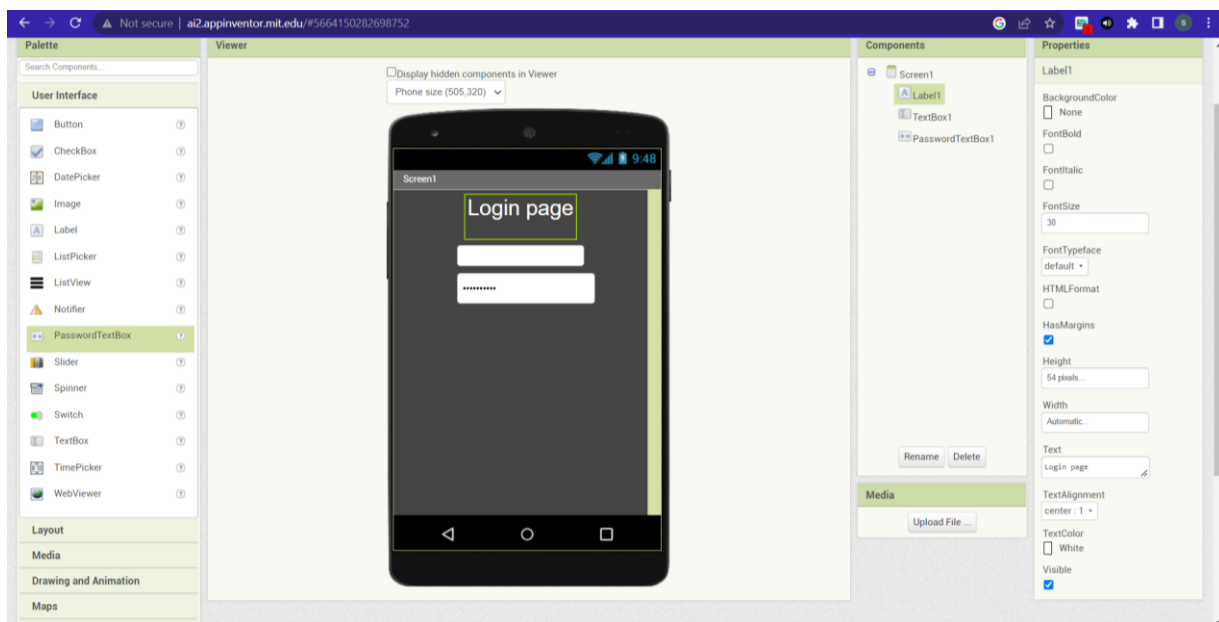 Not secure | ai2.appinventor.mit.edu/#5664150282698752
S
Palette
Search Components...
User Interface
Button
CheckBox
DatePicker
Image
Label
ListPicker
ListView
Notifier
PasswordTextBox
Slider
Spinner
Switch
TextBox
TimePicker
WebViewer
Layout
Media
Drawing and Animation
Maps
Viewer
Display hidden components in Viewer
Phone size (505,320)
9:48
Screen1
Login page
••••••••••
Components
Screen1
Label1
TextBox1
PasswordTextBox1
Rename Delete
Media
Upload File ...
Properties
Label1
BackgroundColor
None
FontBold
FontItalic
FontSize
30
FontTypeface
default
HTMLFormat
HasMargins
Height
54 pixels...
Width
Automatic...
Text
Login page
TextAlignment
center : 1
TextColor
White
Visible